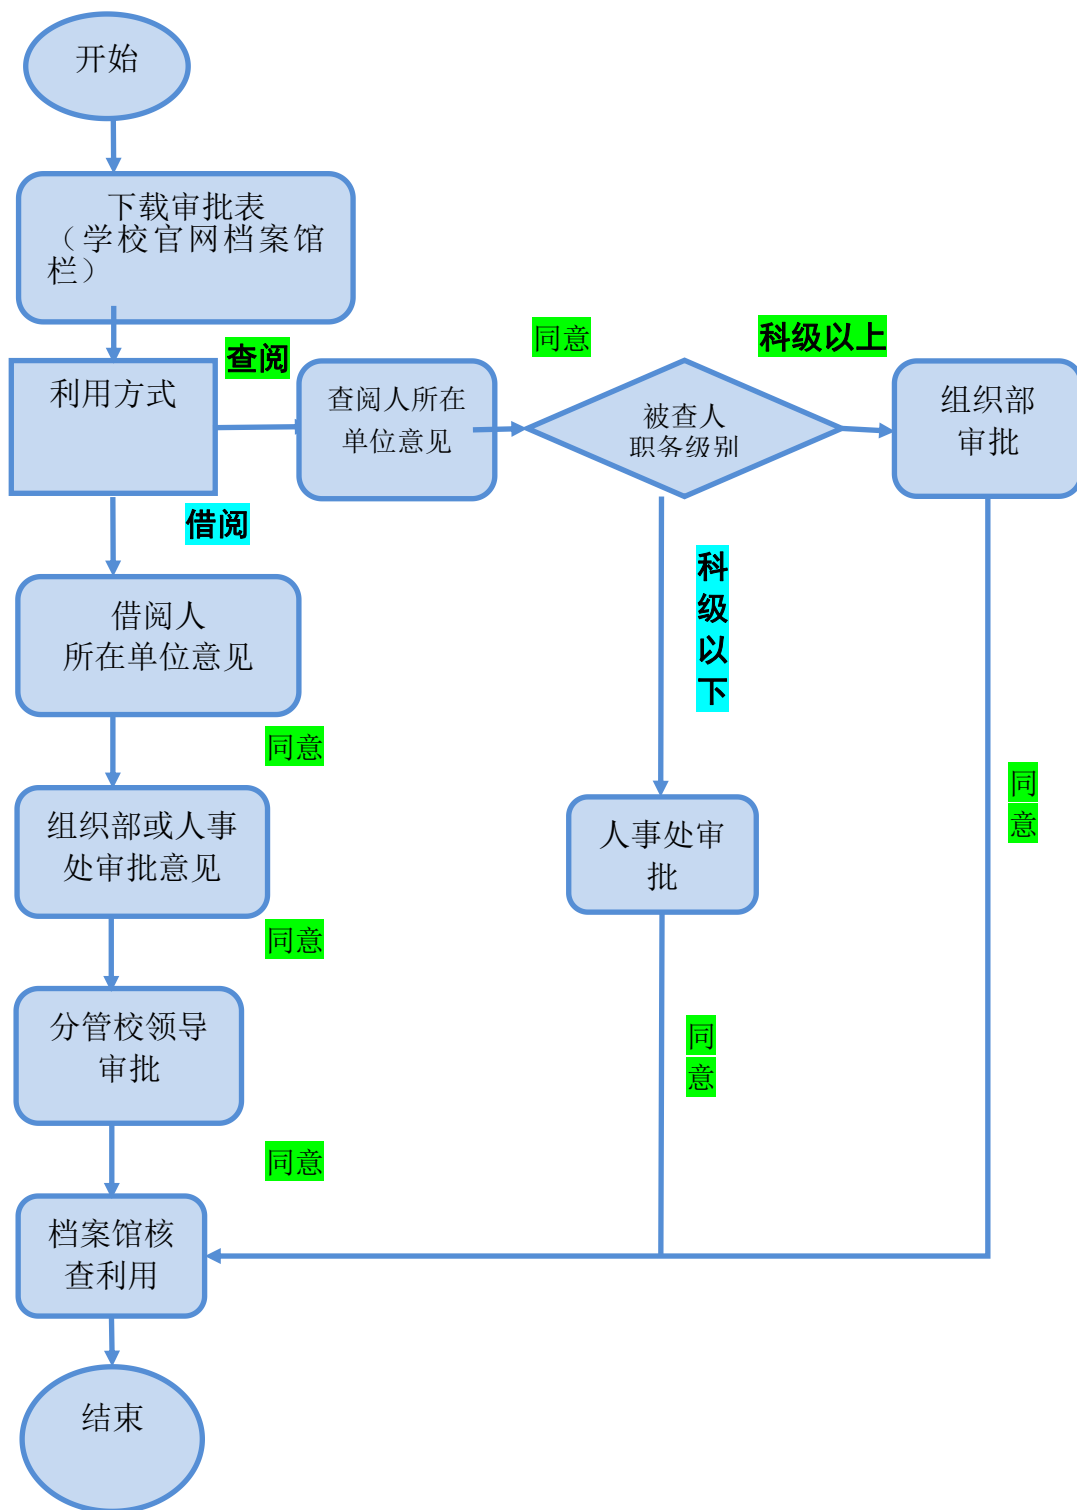 开始
下载审批表
（学校官网档案馆
栏）
同意
科级以上
查阅
利用方式
查阅人所在
单位意见
被查人
职务级别
组织部
审批
借阅
科
级
以
下
借阅人
所在单位意见
同意
组织部或人事
处审批意见
人事处审
批
同
意
同意
分管校领导
审批
同
意
同意
档案馆核
查利用
结束